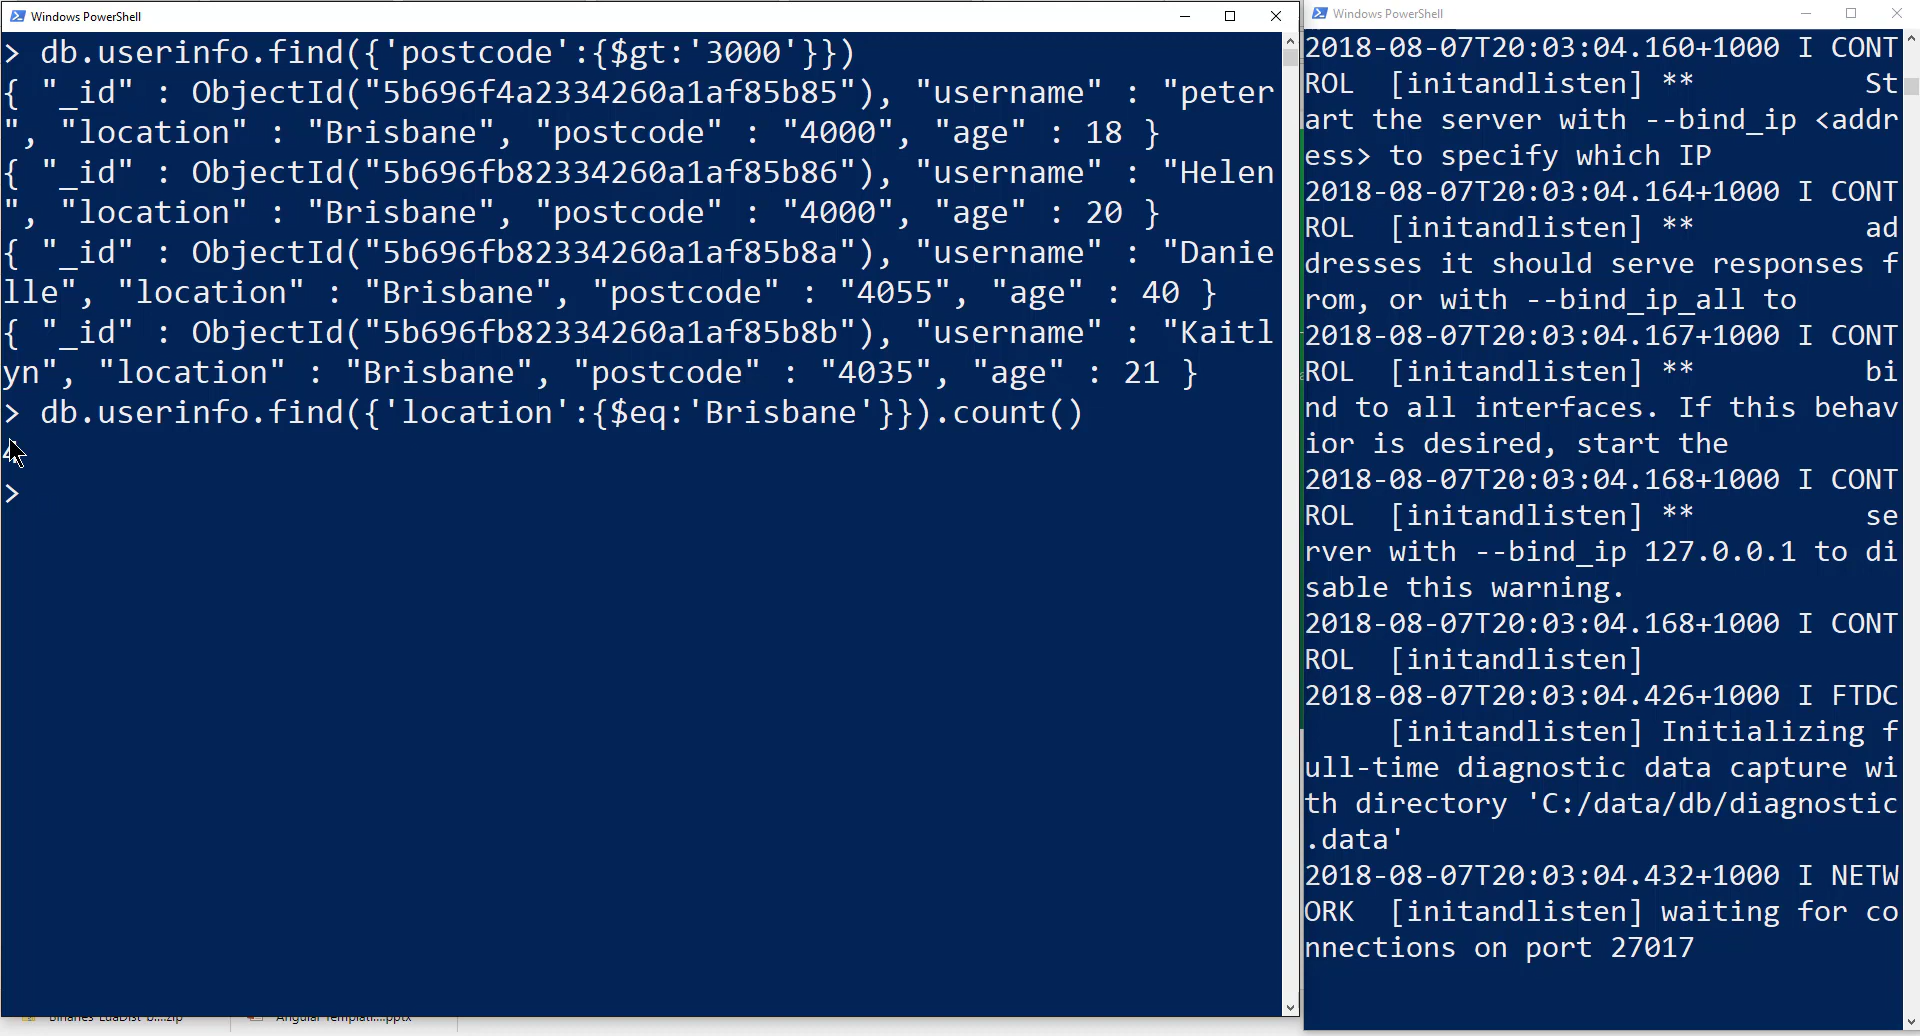 Windows PowerShell
> db.userinfo.find({'postcode':{$gt:'3000'}})
{ "_id" : ObjectId("5b696f4a2334260a1af85b85"), "username" : "peter
", "location" : "Brisbane", "postcode" : "4000", "age" : 18 }
{ "_id" : ObjectId("5b696fb82334260a1af85b86"), "username" : "Helen
", "location" : "Brisbane", "postcode" : "4000", "age" : 20 }
{ "_id" : ObjectId("5b696fb82334260a1af85b8a"), "username" : "Danie
lle", "location" : "Brisbane", "postcode" : "4055", "age" : 40 }
{ "_id" : ObjectId("5b696fb82334260a1af85b8b"), "username" : "Kaitl
yn", "location" : "Brisbane", "postcode" : "4035", "age" : 21 }
> db.userinfo.find({'location':{$eq:'Brisbane'}}).count()
>
Windows PowerShell
2018-08-07T20:03:04.160+1000 I CONT
ROL  [initandlisten] **          St
art the server with --bind_ip <addr
ess> to specify which IP
2018-08-07T20:03:04.164+1000 I CONT
ROL  [initandlisten] **          ad
dresses it should serve responses f
rom, or with --bind_ip_all to
2018-08-07T20:03:04.167+1000 I CONT
ROL  [initandlisten] **          bi
nd to all interfaces. If this behav
ior is desired, start the
2018-08-07T20:03:04.168+1000 I CONT
ROL  [initandlisten] **          se
rver with --bind_ip 127.0.0.1 to di
sable this warning.
2018-08-07T20:03:04.168+1000 I CONT
ROL  [initandlisten]
2018-08-07T20:03:04.426+1000 I FTDC
     [initandlisten] Initializing f
ull-time diagnostic data capture wi
th directory 'C:/data/db/diagnostic
.data'
2018-08-07T20:03:04.432+1000 I NETW
ORK  [initandlisten] waiting for co
nnections on port 27017